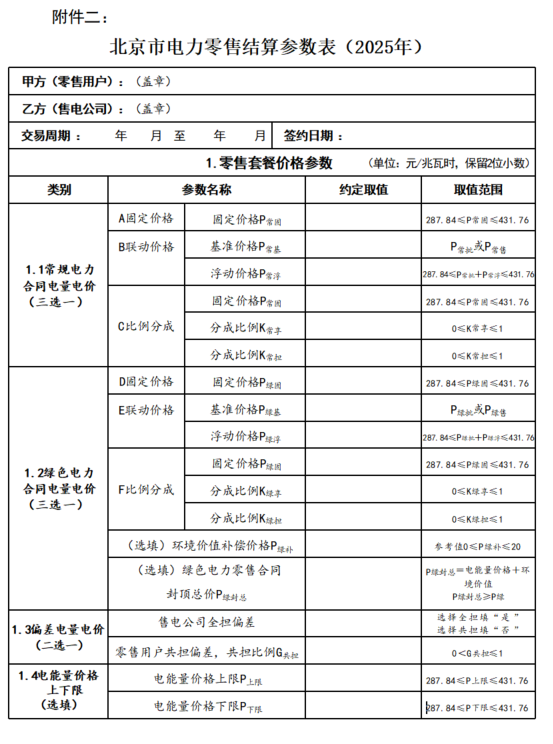 附件二：
北京市电力零售结算参数表（2025年）
甲方（零售用户）：（盖章）
乙方（售电公司）：（盖章）
交易周期： 年 月 至 年 月 签约日期：
1.零售套餐价格参数 （单位：元/兆瓦时，保留2位小数）
类别 参数名称 约定取值 取值范围
1.1常规电力
合同电量电价
（三选一）
A固定价格 固定价格P常固 287.84≤P常固≤431.76
B联动价格 基准价格P常基 P常批或P常售
浮动价格P常浮 287.84≤P常批+P常浮≤431.76
C比例分成 固定价格P常固 287.84≤P常固≤431.76
分成比例K常享 0≤K常享≤1
分成比例K常担 0≤K常担≤1
1.2绿色电力
合同电量电价
（三选一）
D固定价格 固定价格P绿固 287.84≤P绿固≤431.76
E联动价格 基准价格P绿基 P绿批或P绿售
浮动价格P绿浮 287.84≤P绿批+P绿浮≤431.76
F比例分成 固定价格P绿固 287.84≤P绿固≤431.76
分成比例K绿享 0≤K绿享≤1
分成比例K绿担 0≤K绿担≤1
（选填）环境价值补偿价格P绿补 参考值0≤P绿补≤20
（选填）绿色电力零售合同
封顶总价P绿封总
P绿封总=电能量价格+环
境价值
P绿封总≥P绿
1.3偏差电量电价
（二选一）
售电公司全担偏差
选择全担填“是”
选择共担填“否”
零售用户共担偏差，共担比例G共担 0<G共担≤1
1.4电能量价格
上下限
（选填）
电能量价格上限P上限 287.84≤P上限≤431.76
电能量价格下限P下限 287.84≤P下限≤431.76